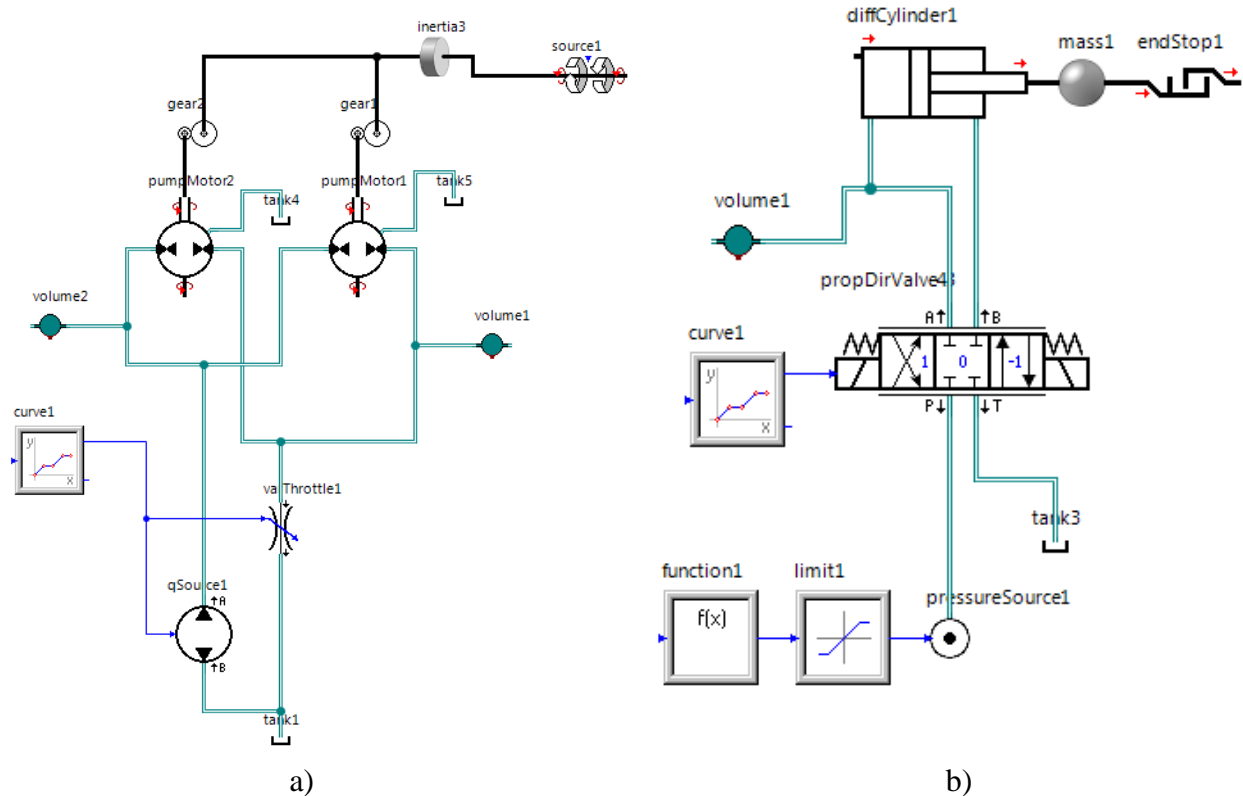 inertia3
source1
gear2
gear1
pumpMotor2
pumpMotor1
tank4
tank5
volume2
volume1
curve1
y
x
varThrottle1
qSource1
A
B
tank1
a)
diffCylinder1
mass1
endStop1
volume1
propDirValve43
A
B
curve1
y
x
1
0
-1
P
T
tank3
function1
limit1
f(x)
pressureSource1
b)